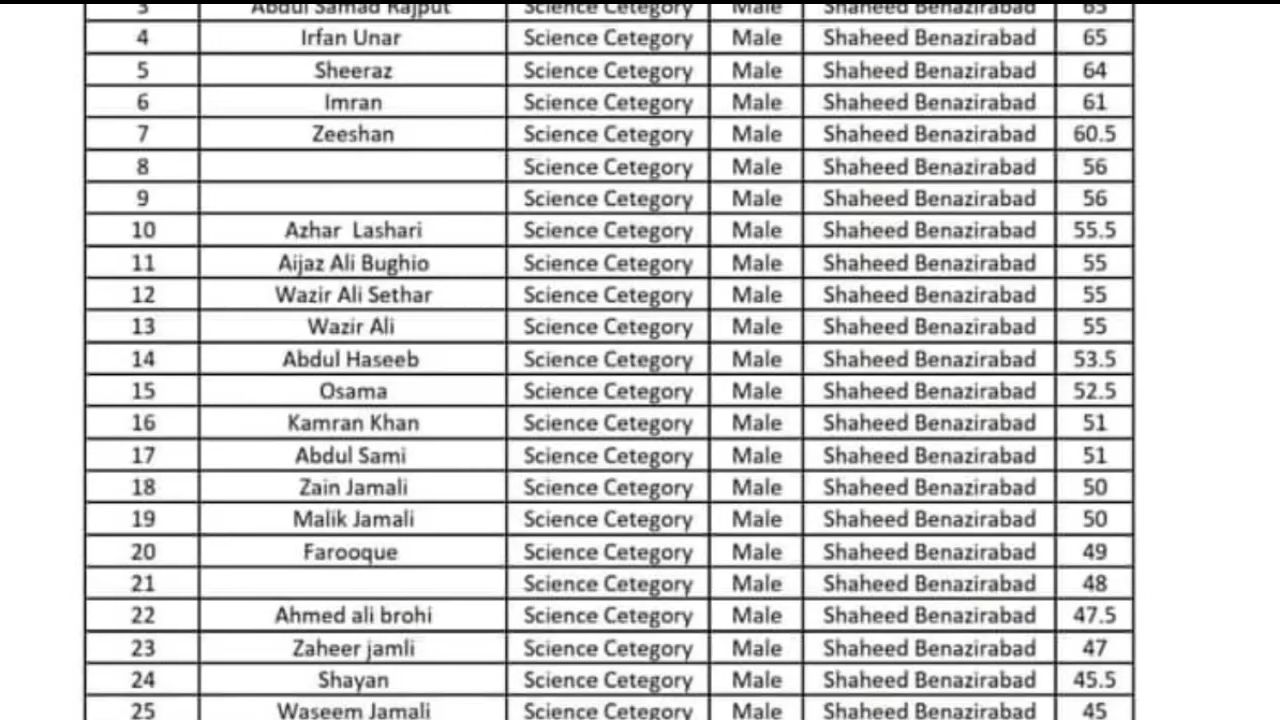 3 Abdul Samad Rajput Science Cetegory Male Shaheed Benazirabad 65
4 Irfan Unar Science Cetegory Male Shaheed Benazirabad 65
5 Sheeraz Science Cetegory Male Shaheed Benazirabad 64
6 Imran Science Cetegory Male Shaheed Benazirabad 61
7 Zeeshan Science Cetegory Male Shaheed Benazirabad 60.5
8 Science Cetegory Male Shaheed Benazirabad 56
9 Science Cetegory Male Shaheed Benazirabad 56
10 Azhar Lashari Science Cetegory Male Shaheed Benazirabad 55.5
11 Aijaz Ali Bughio Science Cetegory Male Shaheed Benazirabad 55
12 Wazir Ali Sethar Science Cetegory Male Shaheed Benazirabad 55
13 Wazir Ali Science Cetegory Male Shaheed Benazirabad 55
14 Abdul Haseeb Science Cetegory Male Shaheed Benazirabad 53.5
15 Osama Science Cetegory Male Shaheed Benazirabad 52.5
16 Kamran Khan Science Cetegory Male Shaheed Benazirabad 51
17 Abdul Sami Science Cetegory Male Shaheed Benazirabad 51
18 Zain Jamali Science Cetegory Male Shaheed Benazirabad 50
19 Malik Jamali Science Cetegory Male Shaheed Benazirabad 50
20 Farooque Science Cetegory Male Shaheed Benazirabad 49
21 Science Cetegory Male Shaheed Benazirabad 48
22 Ahmed ali brohi Science Cetegory Male Shaheed Benazirabad 47.5
23 Zaheer jamli Science Cetegory Male Shaheed Benazirabad 47
24 Shayan Science Cetegory Male Shaheed Benazirabad 45.5
25 Waseem Jamali Science Cetegory Male Shaheed Benazirabad 45